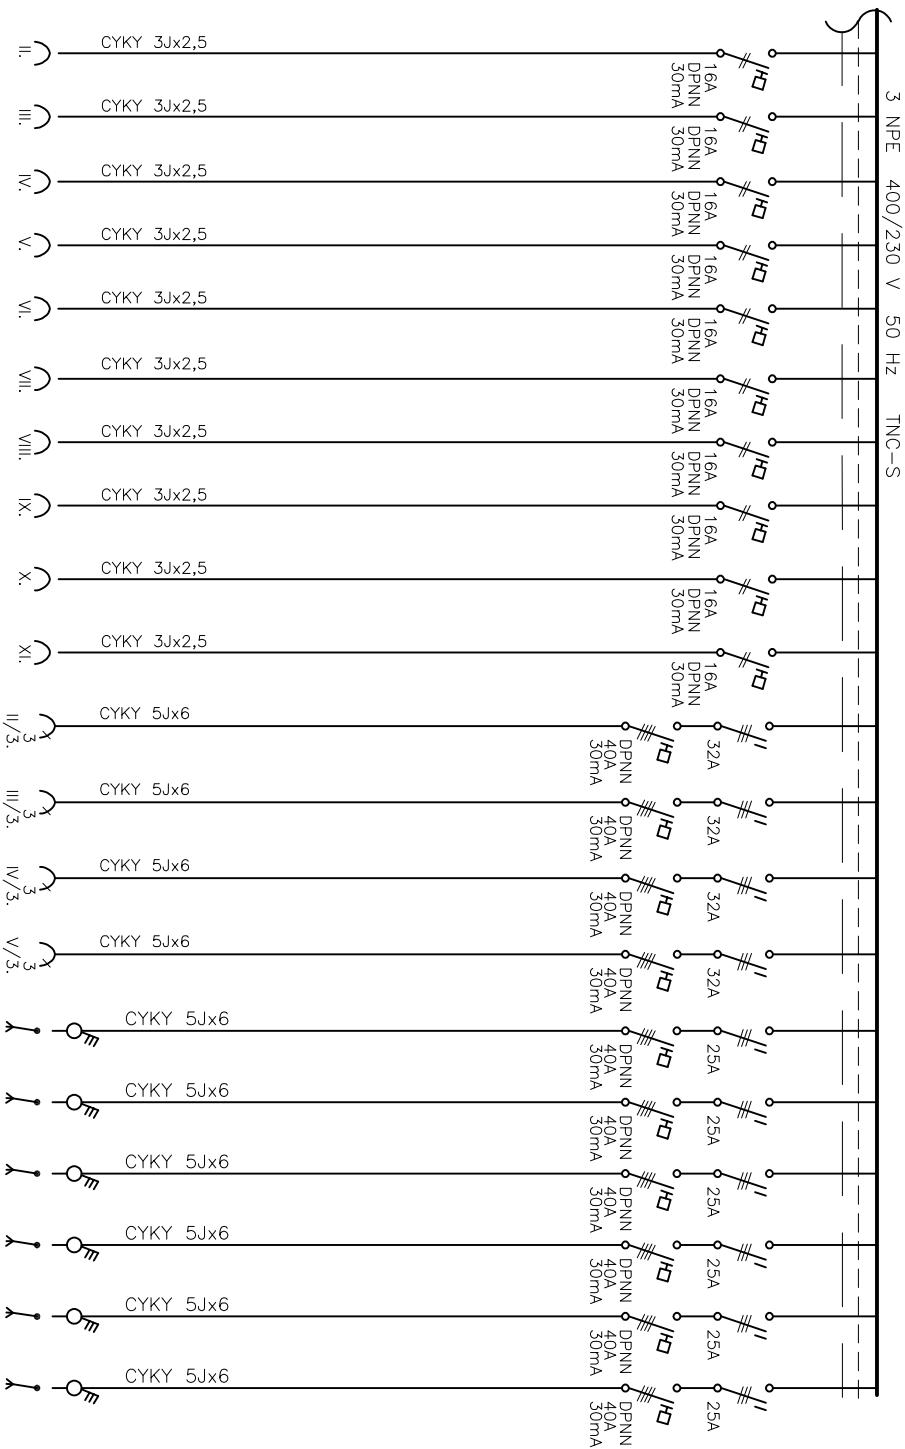 3 NPE 400/230 V 50 Hz TNC-S
CYKY 3Jx2,5
16A
DPNN
30mA
II.
CYKY 3Jx2,5
16A
DPNN
30mA
III.
CYKY 3Jx2,5
16A
DPNN
30mA
IV.
CYKY 3Jx2,5
16A
DPNN
30mA
V.
CYKY 3Jx2,5
16A
DPNN
30mA
VI.
CYKY 3Jx2,5
16A
DPNN
30mA
VII.
CYKY 3Jx2,5
16A
DPNN
30mA
VIII.
CYKY 3Jx2,5
16A
DPNN
30mA
IX.
CYKY 3Jx2,5
16A
DPNN
30mA
X.
CYKY 3Jx2,5
16A
DPNN
30mA
XI.
CYKY 5Jx6
32A
DPNN
40A
30mA
3
II/3.
CYKY 5Jx6
32A
DPNN
40A
30mA
3
III/3.
CYKY 5Jx6
32A
DPNN
40A
30mA
3
IV/3.
CYKY 5Jx6
32A
DPNN
40A
30mA
3
V/3.
CYKY 5Jx6
25A
DPNN
40A
30mA
CYKY 5Jx6
25A
DPNN
40A
30mA
CYKY 5Jx6
25A
DPNN
40A
30mA
CYKY 5Jx6
25A
DPNN
40A
30mA
CYKY 5Jx6
25A
DPNN
40A
30mA
CYKY 5Jx6
25A
DPNN
40A
30mA